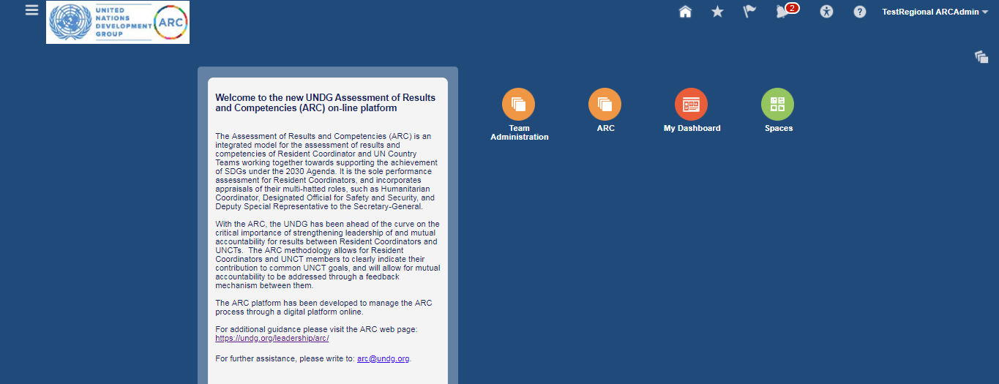 UNITED
NATIONS
DEVELOPMENT
GROUP
ARC
2
TestRegional ARCAdmin
Welcome to the new UNDG Assessment of Results
and Competencies (ARC) on-line platform
The Assessment of Results and Competencies (ARC) is an
integrated model for the assessment of results and
competencies of Resident Coordinator and UN Country
Teams working together towards supporting the achievement
of SDGs under the 2030 Agenda. It is the sole performance
assessment for Resident Coordinators, and incorporates
appraisals of their multi-hatted roles, such as Humanitarian
Coordinator, Designated Official for Safety and Security, and
Deputy Special Representative to the Secretary-General.
With the ARC, the UNDG has been ahead of the curve on the
critical importance of strengthening leadership of and mutual
accountability for results between Resident Coordinators and
UNCTs. The ARC methodology allows for Resident
Coordinators and UNCT members to clearly indicate their
contribution to common UNCT goals, and will allow for mutual
accountability to be addressed through a feedback
mechanism between them.
The ARC platform has been developed to manage the ARC
process through a digital platform online.
For additional guidance please visit the ARC web page:
https://undg.org/leadership/arc/
For further assistance, please write to: arc@undg.org.
Team
Administration
ARC
My Dashboard
Spaces